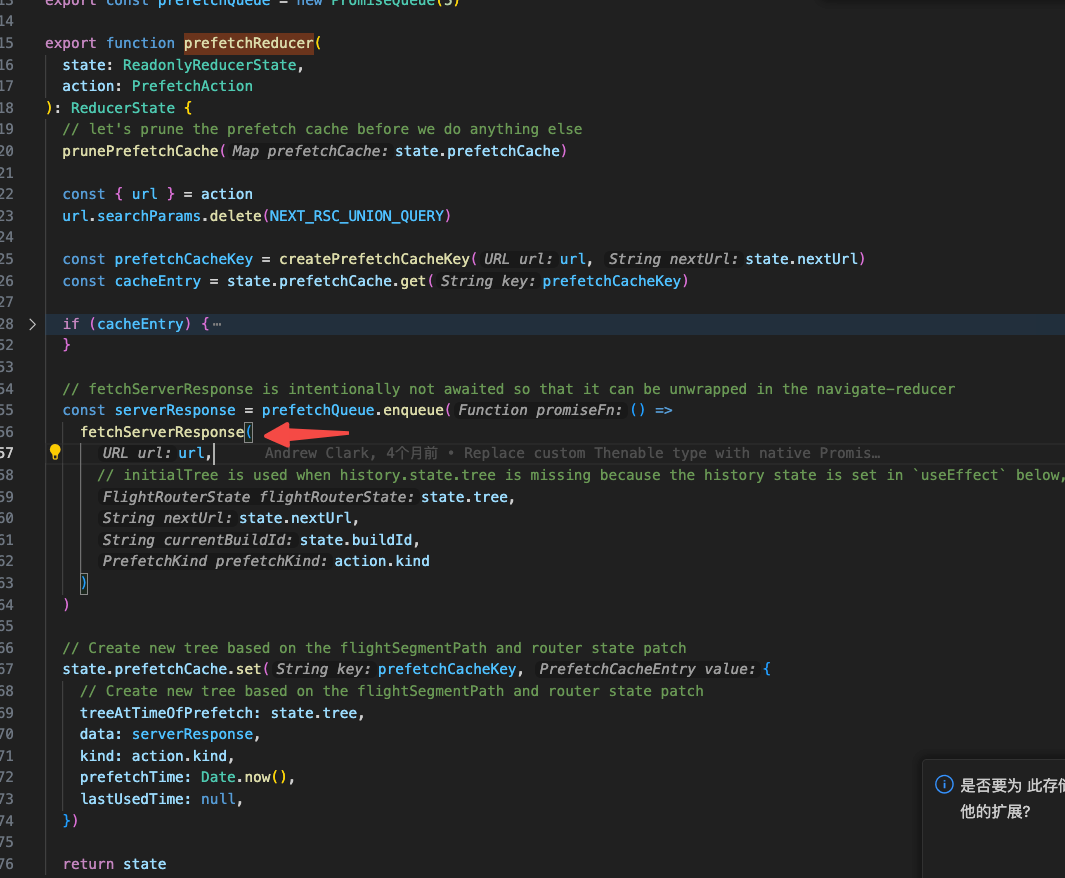 13 export const prefetchQueue = new PromiseQueue(5)
14
15 export function prefetchReducer(
16 state: ReadonlyReducerState,
17 action: PrefetchAction
18 ): ReducerState {
19 // let's prune the prefetch cache before we do anything else
20 prunePrefetchCache( Map prefetchCache: state.prefetchCache)
21
22 const { url } = action
23 url.searchParams.delete(NEXT_RSC_UNION_QUERY)
24
25 const prefetchCacheKey = createPrefetchCacheKey( URL url: url, String nextUrl: state.nextUrl)
26 const cacheEntry = state.prefetchCache.get( String key: prefetchCacheKey)
27
28 if (cacheEntry) {⋯
52 }
53
54 // fetchServerResponse is intentionally not awaited so that it can be unwrapped in the navigate-reducer
55 const serverResponse = prefetchQueue.enqueue( Function promiseFn: () =>
56 fetchServerResponse(
57 URL url: url, Andrew Clark, 4个月前 • Replace custom Thenable type with native Promis…
58 // initialTree is used when history.state.tree is missing because the history state is set in `useEffect` below,
59 FlightRouterState flightRouterState: state.tree,
60 String nextUrl: state.nextUrl,
61 String currentBuildId: state.buildId,
62 PrefetchKind prefetchKind: action.kind
63 )
64 )
65
66 // Create new tree based on the flightSegmentPath and router state patch
67 state.prefetchCache.set( String key: prefetchCacheKey, PrefetchCacheEntry value: {
68 // Create new tree based on the flightSegmentPath and router state patch
69 treeAtTimeOfPrefetch: state.tree,
70 data: serverResponse,
71 kind: action.kind,
72 prefetchTime: Date.now(),
73 lastUsedTime: null,
74 })
75
76 return state
是否要为 此存储
他的扩展?